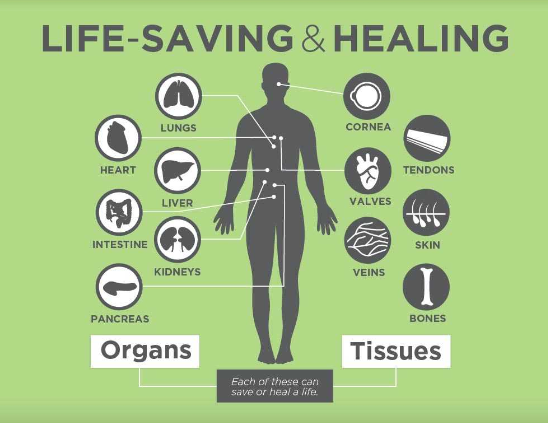 LIFE-SAVING & HEALING
LUNGS
HEART
LIVER
INTESTINE
KIDNEYS
PANCREAS
CORNEA
TENDONS
VALVES
SKIN
VEINS
BONES
Organs
Tissues
Each of these can
save or heal a life.